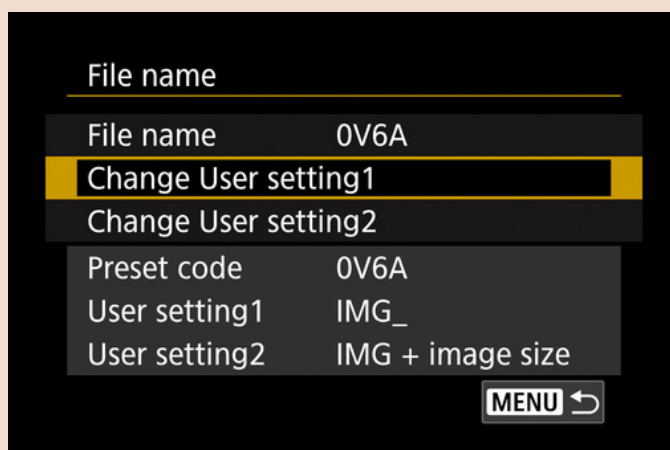 File name
File name 0V6A
Change User setting1
Change User setting2
Preset code 0V6A
User setting1 IMG_
User setting2 IMG + image size
MENU